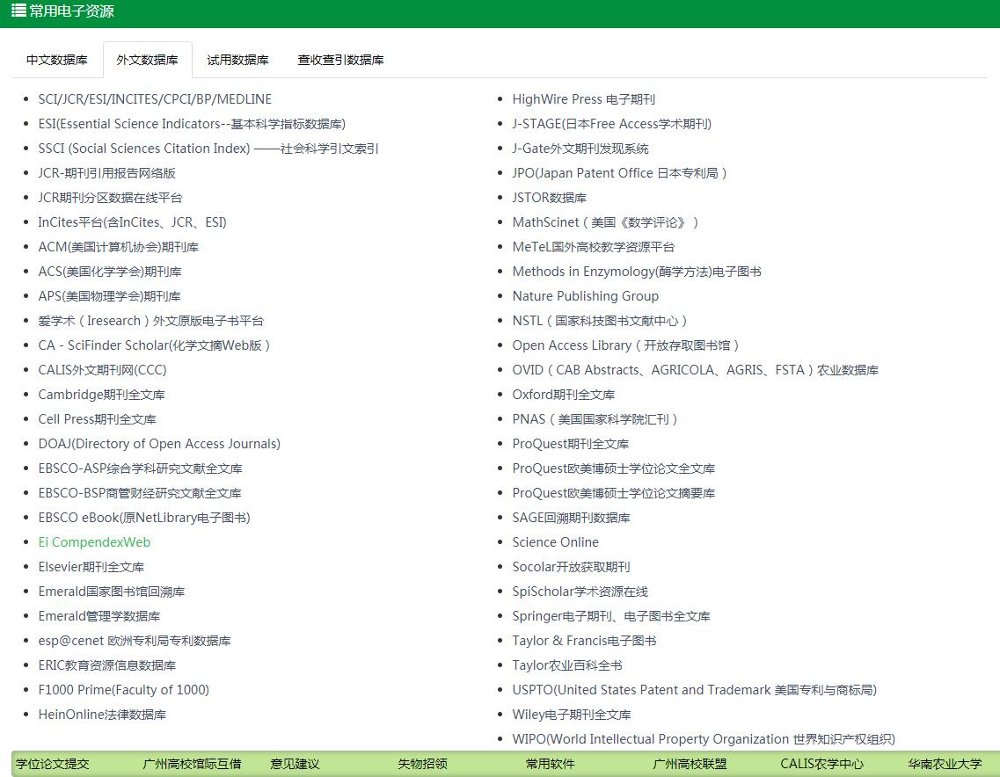 常用电子资源
中文数据库 外文数据库 试用数据库 查收查引数据库
SCI/JCR/ESI/INCITES/CPCI/BP/MEDLINE
ESI(Essential Science Indicators--基本科学指标数据库)
SSCI (Social Sciences Citation Index) ——社会科学引文索引
JCR-期刊引用报告网络版
JCR期刊分区数据在线平台
InCites平台(含InCites、JCR、ESI)
ACM(美国计算机协会)期刊库
ACS(美国化学学会)期刊库
APS(美国物理学会)期刊库
爱学术（Iresearch）外文原版电子书平台
CA - SciFinder Scholar(化学文摘Web版）
CALIS外文期刊网(CCC)
Cambridge期刊全文库
Cell Press期刊全文库
DOAJ(Directory of Open Access Journals)
EBSCO-ASP综合学科研究文献全文库
EBSCO-BSP商管财经研究文献全文库
EBSCO eBook(原NetLibrary电子图书)
Ei CompendexWeb
Elsevier期刊全文库
Emerald国家图书馆回溯库
Emerald管理学数据库
esp@cenet 欧洲专利局专利数据库
ERIC教育资源信息数据库
F1000 Prime(Faculty of 1000)
HeinOnline法律数据库
HighWire Press 电子期刊
J-STAGE(日本Free Access学术期刊)
J-Gate外文期刊发现系统
JPO(Japan Patent Office 日本专利局）
JSTOR数据库
MathScinet（美国《数学评论》）
MeTeL国外高校教学资源平台
Methods in Enzymology(酶学方法)电子图书
Nature Publishing Group
NSTL（国家科技图书文献中心）
Open Access Library（开放存取图书馆）
OVID（CAB Abstracts、AGRICOLA、AGRIS、FSTA）农业数据库
Oxford期刊全文库
PNAS（美国国家科学院汇刊）
ProQuest期刊全文库
ProQuest欧美博硕士学位论文全文库
ProQuest欧美博硕士学位论文摘要库
SAGE回溯期刊数据库
Science Online
Socolar开放获取期刊
SpiScholar学术资源在线
Springer电子期刊、电子图书全文库
Taylor & Francis电子图书
Taylor农业百科全书
USPTO(United States Patent and Trademark 美国专利与商标局)
Wiley电子期刊全文库
WIPO(World Intellectual Property Organization 世界知识产权组织)
学位论文提交 广州高校馆际互借 意见建议 失物招领 常用软件 广州高校联盟 CALIS农学中心 华南农业大学